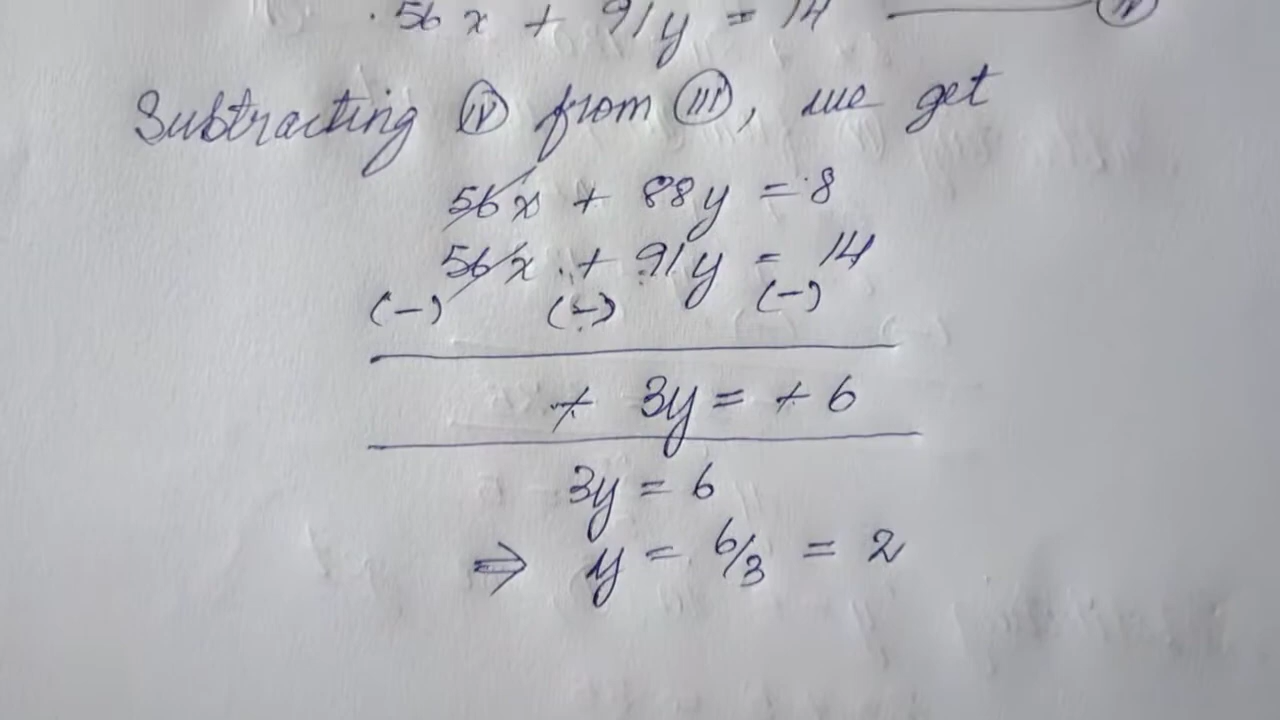 56x + 91y = 14 —— (IV)
Subtracting (IV) from (III), we get
56x + 88y = 8
56x + 91y = 14
(-) (-) (-)
+ 3y = + 6
3y = 6
⇒ y = 6/3 = 2